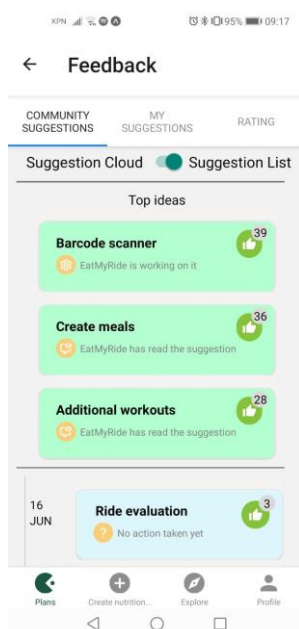 KPN 95% 09:17
Feedback
COMMUNITY SUGGESTIONS
MY SUGGESTIONS
RATING
Suggestion Cloud Suggestion List
Top ideas
Barcode scanner 39
EatMyRide is working on it
Create meals 36
EatMyRide has read the suggestion
Additional workouts 28
EatMyRide has read the suggestion
16 JUN
Ride evaluation 3
? No action taken yet
Plans Create nutrition... Explore Profile